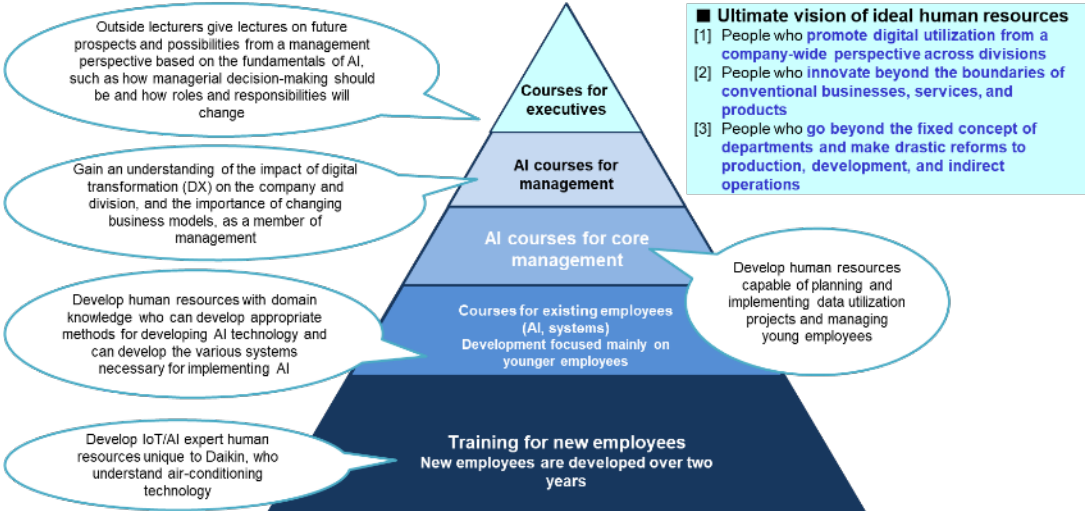 Outside lecturers give lectures on future
prospects and possibilities from a management
perspective based on the fundamentals of AI,
such as how managerial decision-making should
be and how roles and responsibilities will
change
■ Ultimate vision of ideal human resources
[1] People who promote digital utilization from a
company-wide perspective across divisions
[2] People who innovate beyond the boundaries of
conventional businesses, services, and
products
[3] People who go beyond the fixed concept of
departments and make drastic reforms to
production, development, and indirect
operations
Courses for
executives
Gain an understanding of the impact of digital
transformation (DX) on the company and
division, and the importance of changing
business models, as a member of
management
AI courses for
management
AI courses for core
management
Develop human resources
capable of planning and
implementing data utilization
projects and managing
young employees
Develop human resources with domain
knowledge who can develop appropriate
methods for developing AI technology and
can develop the various systems
necessary for implementing AI
Courses for existing employees
(AI, systems)
Development focused mainly on
younger employees
Develop IoT/AI expert human
resources unique to Daikin, who
understand air-conditioning
technology
Training for new employees
New employees are developed over two
years